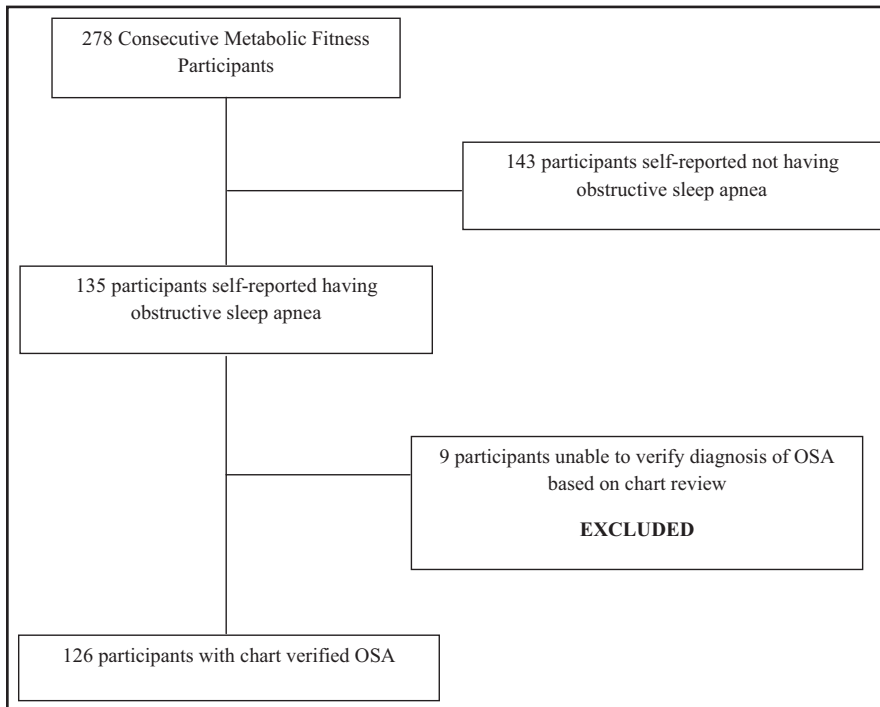 278 Consecutive Metabolic Fitness
Participants
143 participants self-reported not having
obstructive sleep apnea
135 participants self-reported having
obstructive sleep apnea
9 participants unable to verify diagnosis of OSA
based on chart review
EXCLUDED
126 participants with chart verified OSA